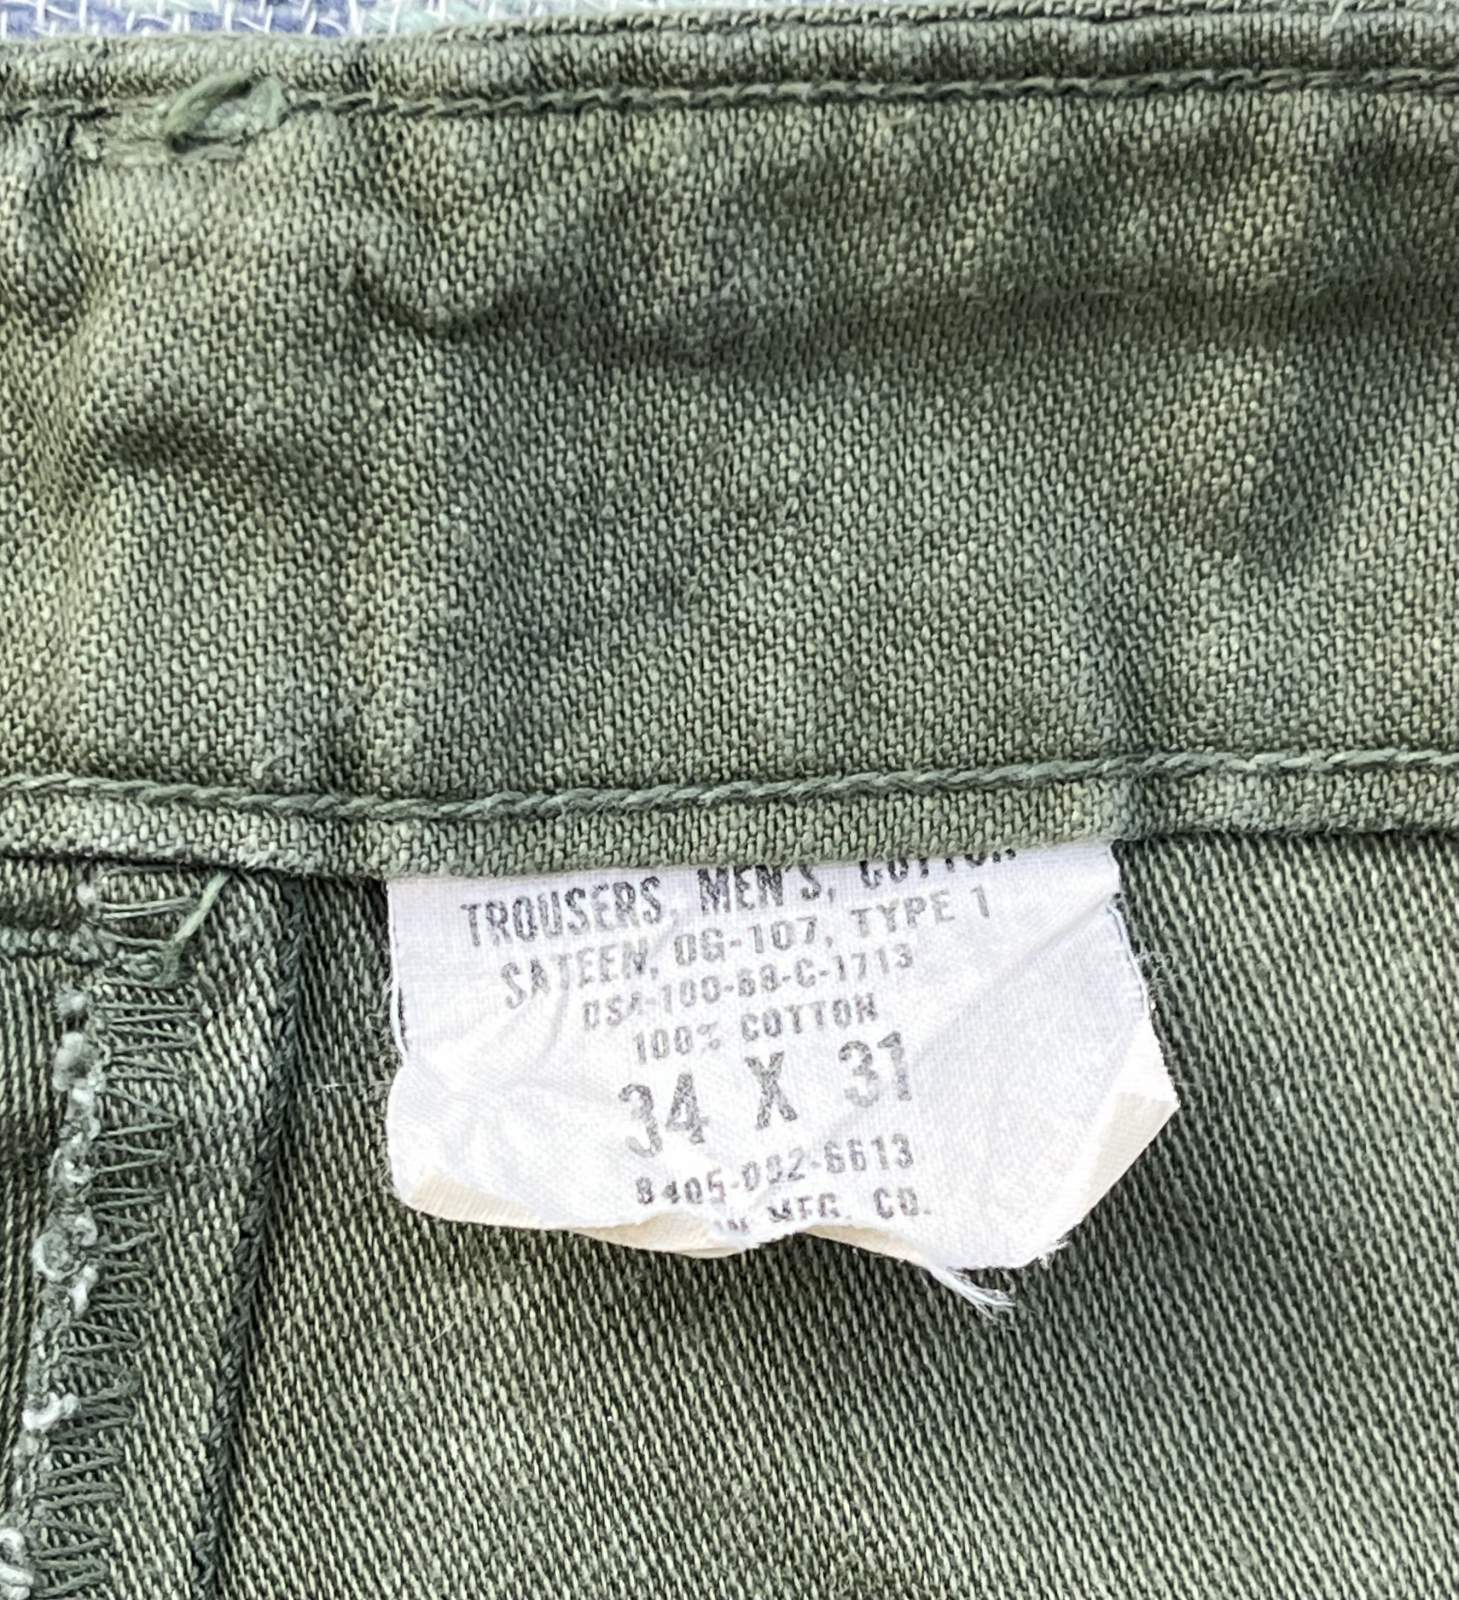 TROUSERS, MEN'S, COTTON
SATEEN, OG-107, TYPE 1
DSA-100-68-C-1713
100% COTTON
34 X 31
8405-082-6613
MFG. CO.